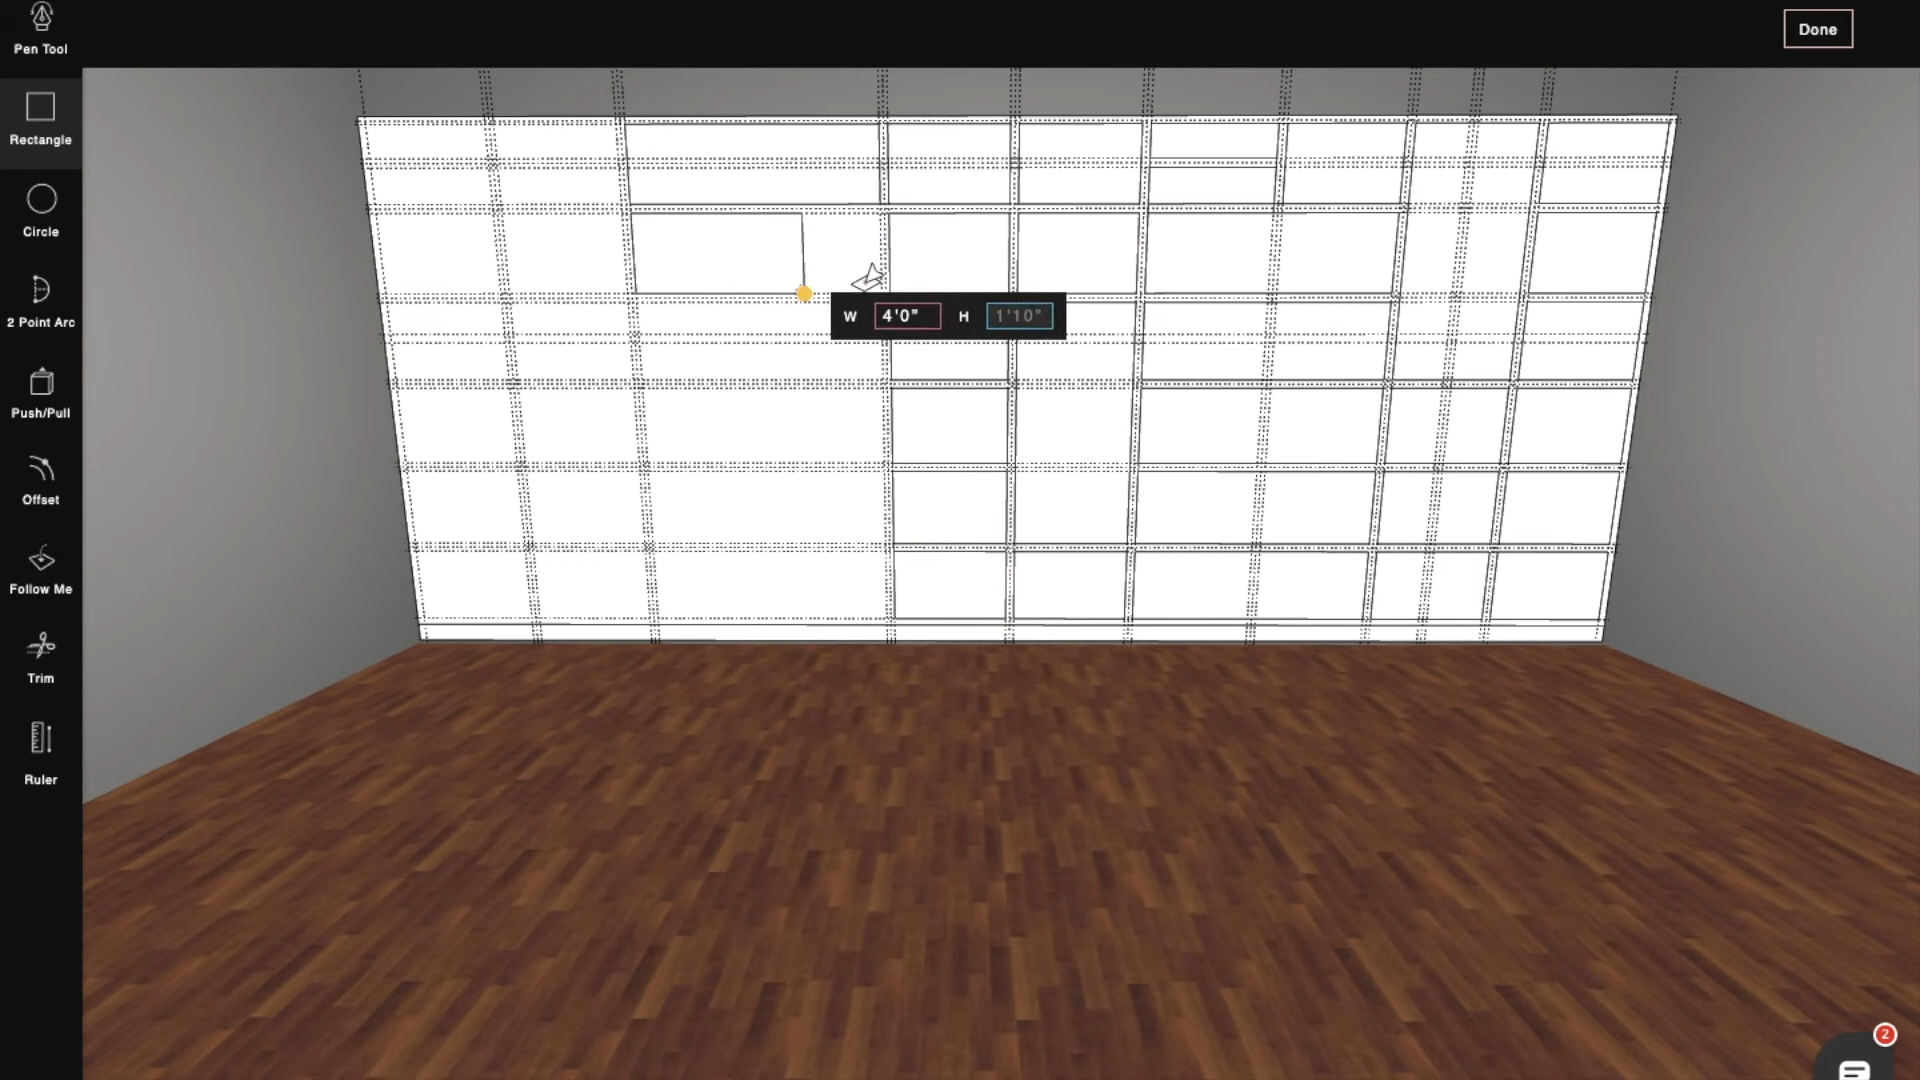 Pen Tool
Done
Rectangle
Circle
2 Point Arc
W 4'0" H 1'10"
Push/Pull
Offset
Follow Me
Trim
Ruler
2